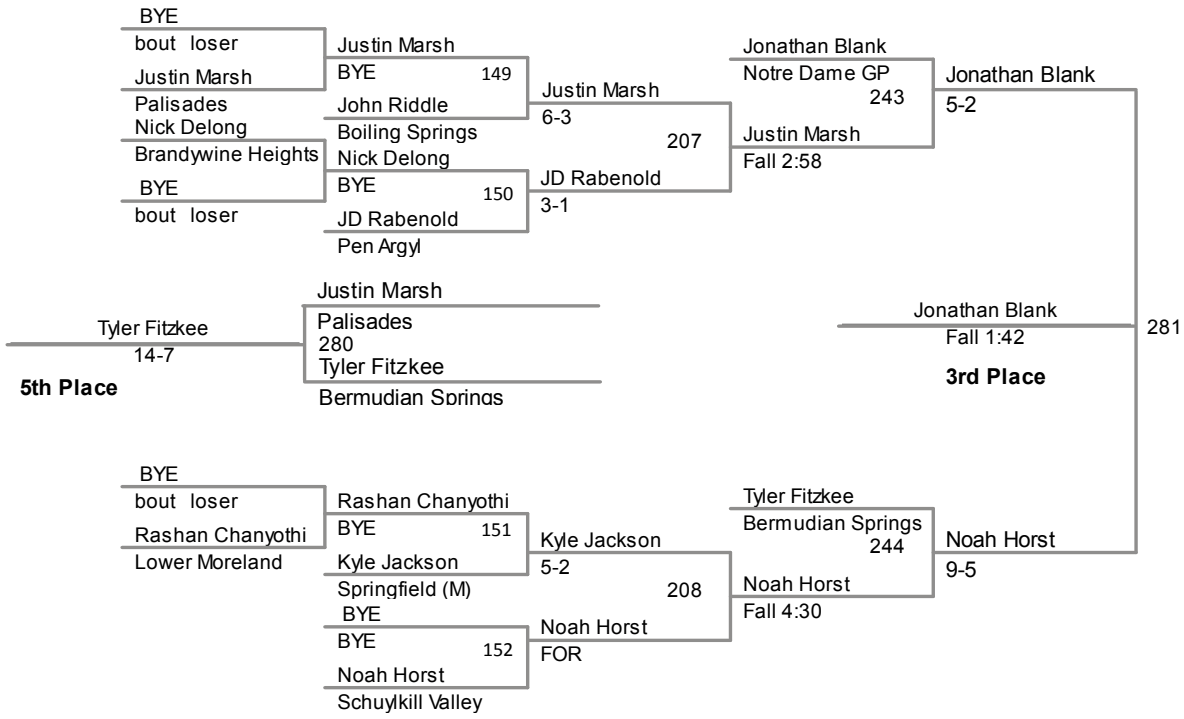 BYE
bout loser
Justin Marsh
Palisades
Nick Delong
Brandywine Heights
BYE
bout loser
Justin Marsh
BYE
149
John Riddle
Boiling Springs
Nick Delong
BYE
150
JD Rabenold
Pen Argyl
Justin Marsh
6-3
207
JD Rabenold
3-1
Jonathan Blank
Notre Dame GP
243
Justin Marsh
Fall 2:58
Jonathan Blank
5-2
Justin Marsh
Palisades
280
Tyler Fitzkee
Bermudian Springs
Tyler Fitzkee
14-7
5th Place
Jonathan Blank
Fall 1:42
3rd Place
281
BYE
bout loser
Rashan Chanyothi
Lower Moreland
Rashan Chanyothi
BYE
151
Kyle Jackson
Springfield (M)
BYE
BYE
152
Noah Horst
Schuylkill Valley
Kyle Jackson
5-2
208
Noah Horst
FOR
Tyler Fitzkee
Bermudian Springs
244
Noah Horst
Fall 4:30
Noah Horst
9-5